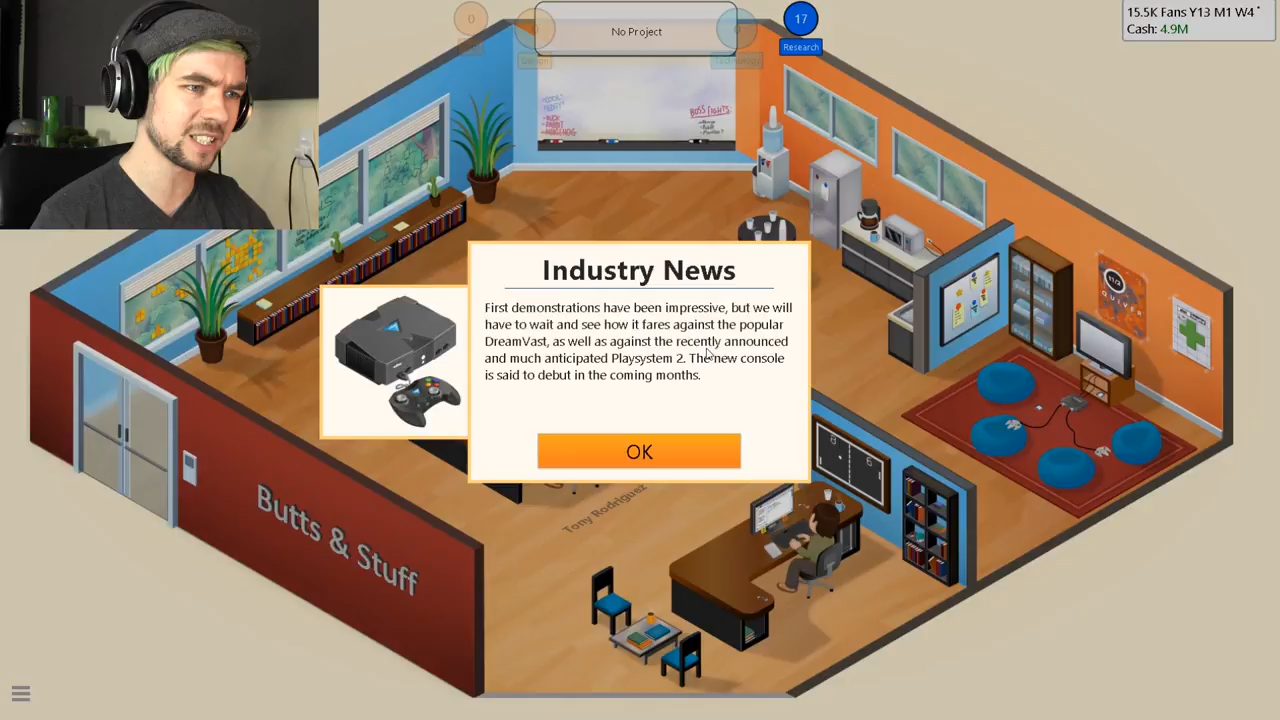 0
No Project
17
Research
15.5K Fans Y13 M1 W4
Cash: 4.9M
BOSS FIGHTS:
Industry News
First demonstrations have been impressive, but we will
have to wait and see how it fares against the popular
DreamVast, as well as against the recently announced
and much anticipated Playsystem 2. The new console
is said to debut in the coming months.
OK
QUIVER
Tony Rodriguez
Butts & Stuff